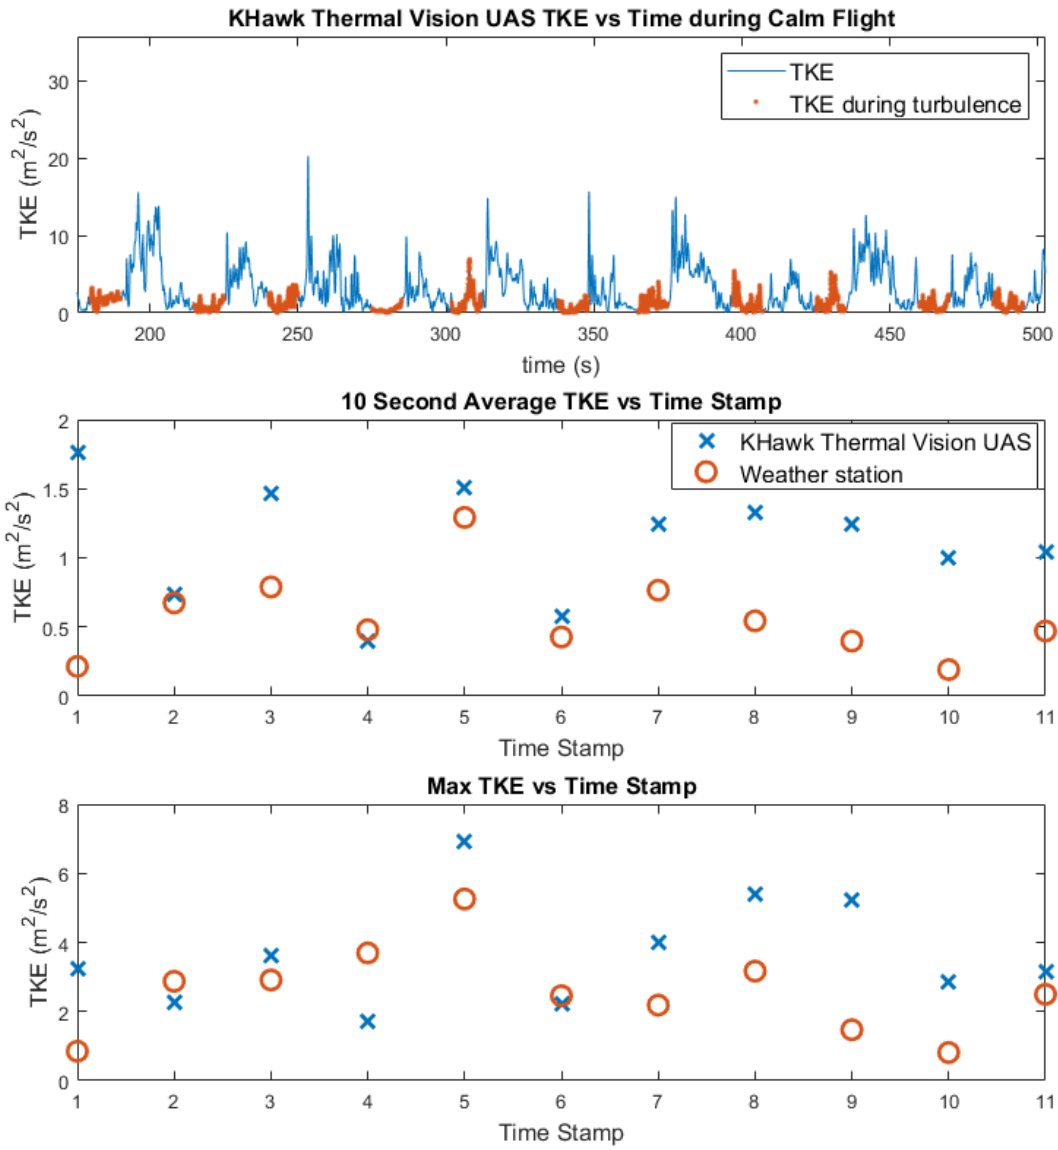 KHawk Thermal Vision UAS TKE vs Time during Calm Flight
TKE (m²/s²)
30
20
10
0
TKE
TKE during turbulence
200 250 300 350 400 450 500
time (s)
10 Second Average TKE vs Time Stamp
TKE (m²/s²)
2
1.5
1
0.5
0
KHawk Thermal Vision UAS
Weather station
1 2 3 4 5 6 7 8 9 10 11
Time Stamp
Max TKE vs Time Stamp
TKE (m²/s²)
8
6
4
2
0
1 2 3 4 5 6 7 8 9 10 11
Time Stamp